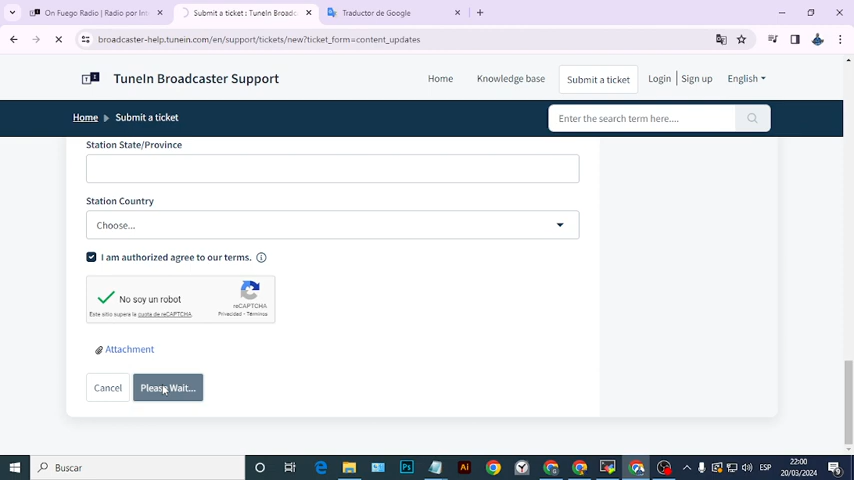 On Fuego Radio | Radio por Int
Submit a ticket : TuneIn Broadc
Traductor de Google
broadcaster-help.tunein.com/en/support/tickets/new?ticket_form=content_updates
TuneIn Broadcaster Support
Home
Knowledge base
Submit a ticket
Login
Sign up
English
Home
Submit a ticket
Enter the search term here....
Station State/Province
Station Country
Choose...
I am authorized agree to our terms.
No soy un robot
reCAPTCHA
Este sitio supera la cuota de reCAPTCHA.
Privacidad - Términos
Attachment
Cancel
Please Wait...
Buscar
ESP
22:00
20/03/2024